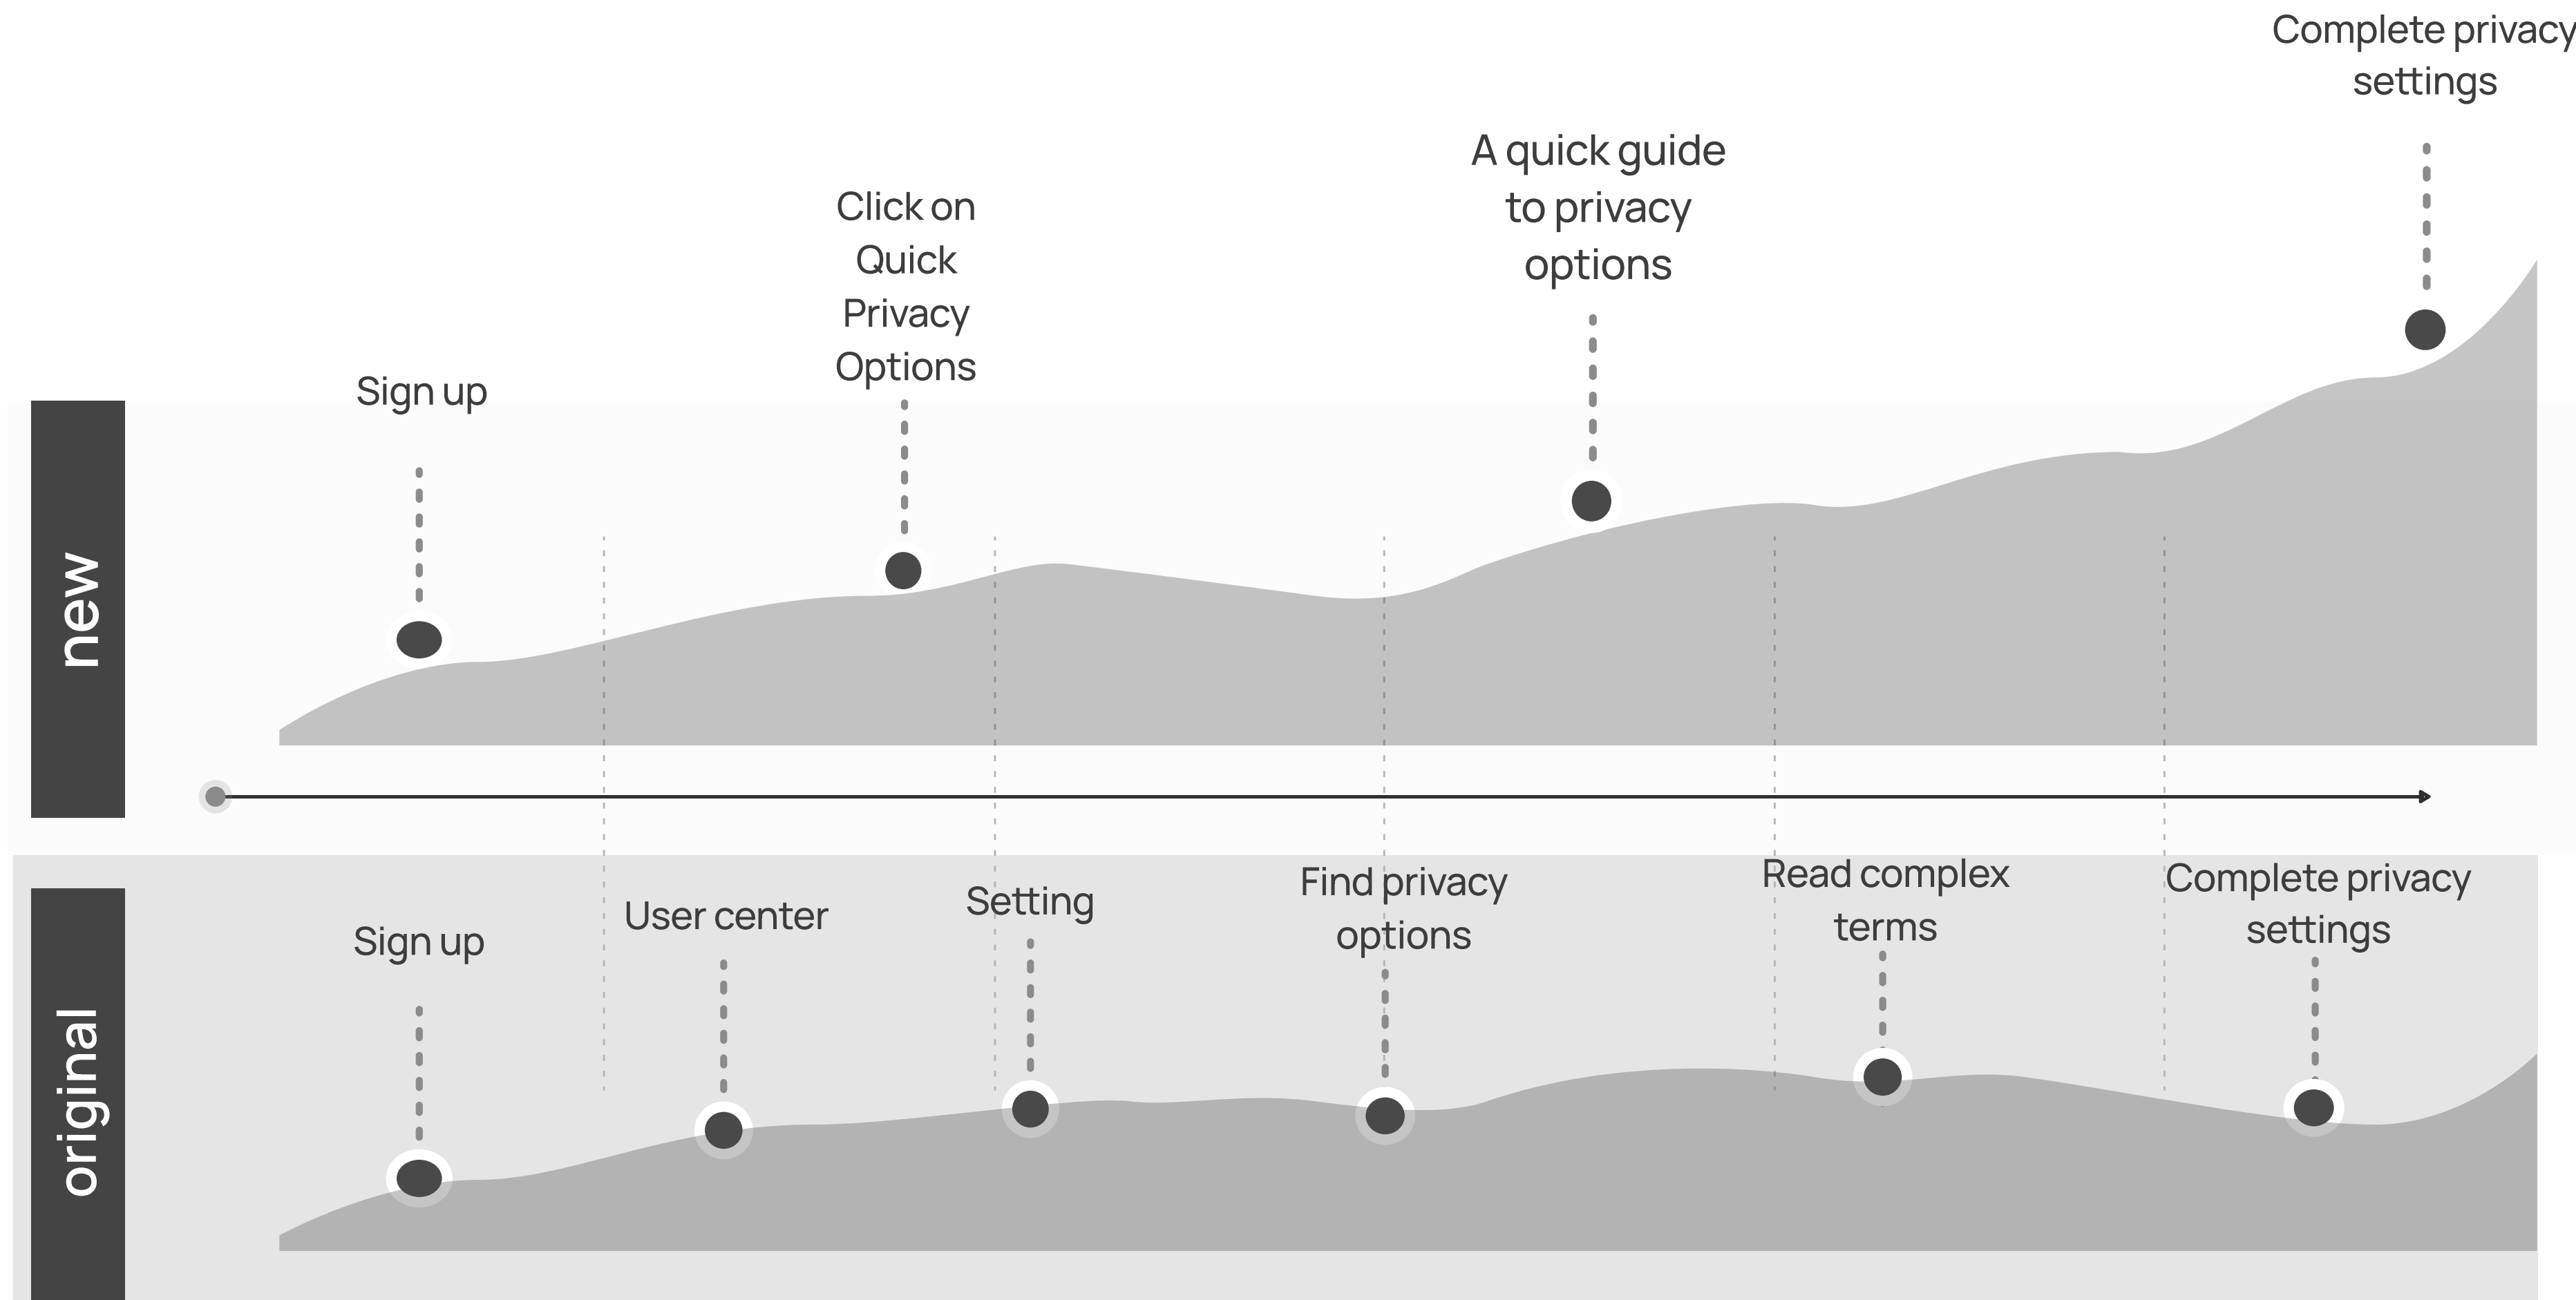 Complete privacy
settings
A quick guide
to privacy
options
Click on
Quick
Privacy
Options
Sign up
new
Sign up
User center
Setting
Find privacy
options
Read complex
terms
Complete privacy
settings
original